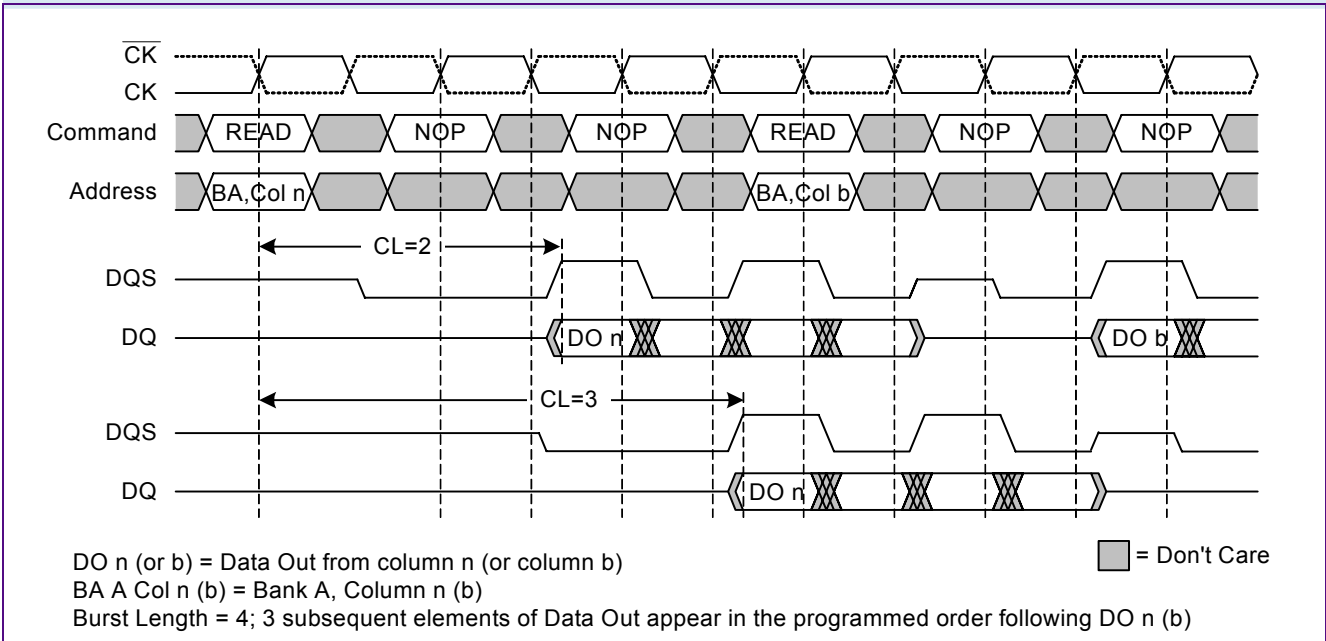 CK
CK
Command READ NOP NOP READ NOP NOP
Address BA,Col n BA,Col b
CL=2
DQS
DQ DO n DO b
CL=3
DQS
DQ DO n
DO n (or b) = Data Out from column n (or column b)
= Don't Care
BA A Col n (b) = Bank A, Column n (b)
Burst Length = 4; 3 subsequent elements of Data Out appear in the programmed order following DO n (b)